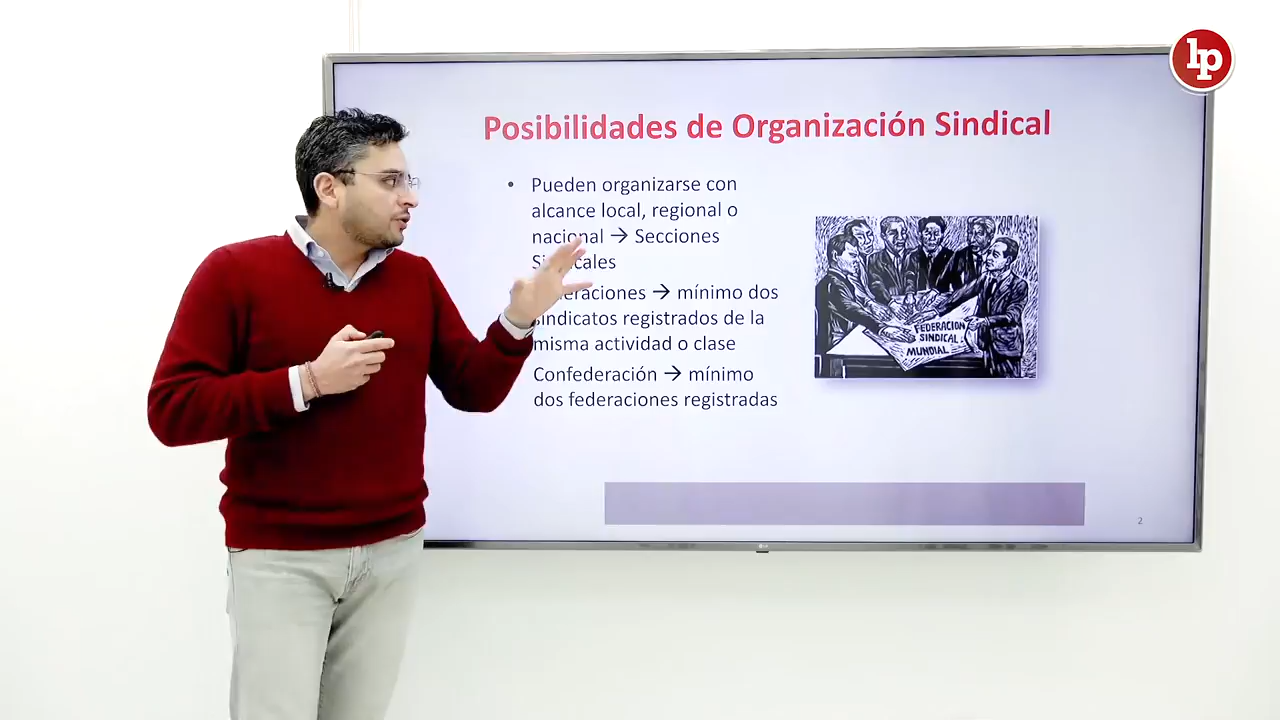 lp
Posibilidades de Organización Sindical
• Pueden organizarse con
alcance local, regional o
nacional → Secciones
→ mínimo dos
sindicatos registrados de la
misma actividad o clase
Confederación → mínimo
dos federaciones registradas
FEDERACION
SINDICAL
MUNDIAL
LG
2